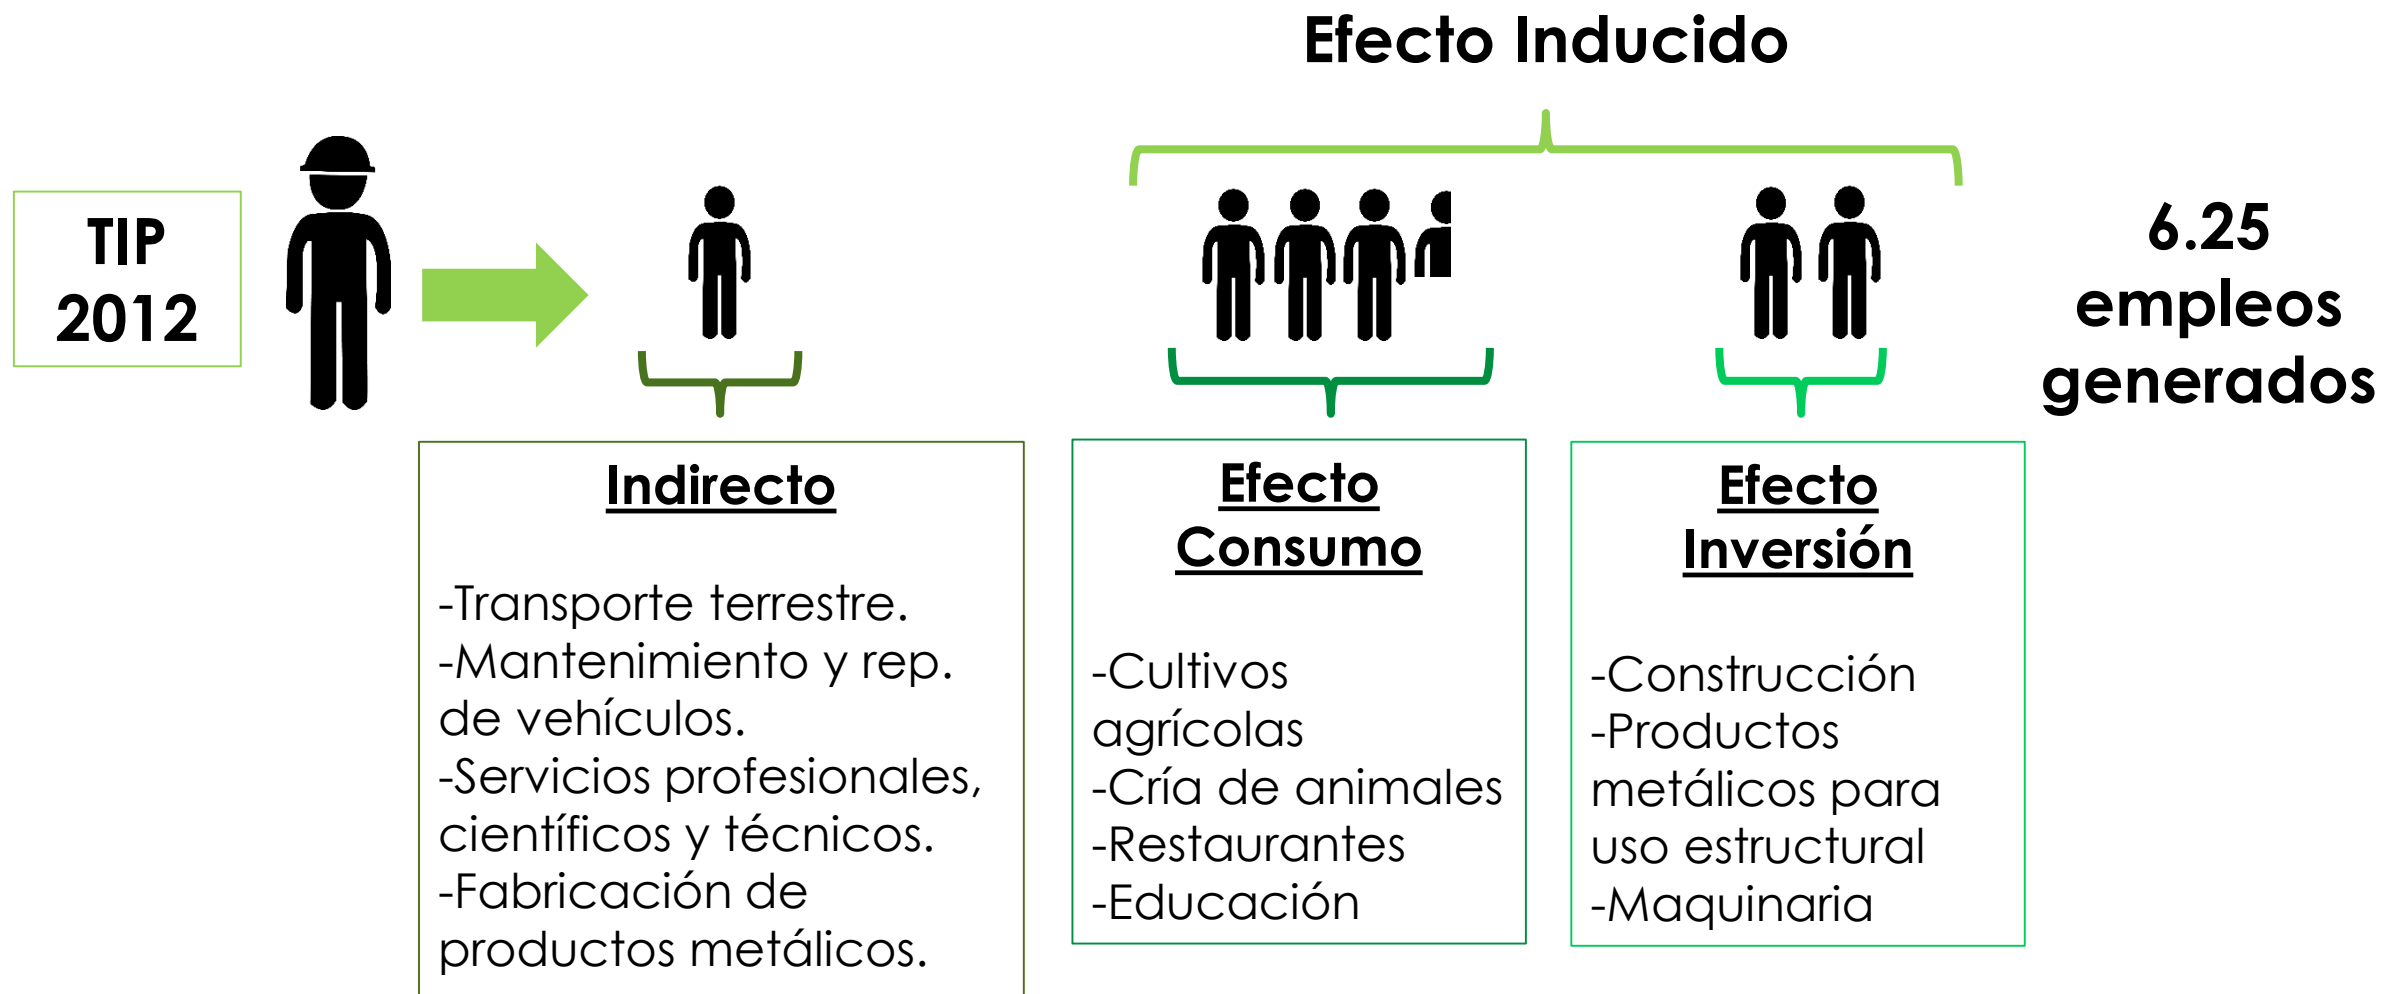 Efecto Inducido
TIP
2012
6.25
empleos
generados
Indirecto
-Transporte terrestre.
-Mantenimiento y rep.
de vehículos.
-Servicios profesionales,
científicos y técnicos.
-Fabricación de
productos metálicos.
Efecto
Consumo
-Cultivos
agrícolas
-Cría de animales
-Restaurantes
-Educación
Efecto
Inversión
-Construcción
-Productos
metálicos para
uso estructural
-Maquinaria